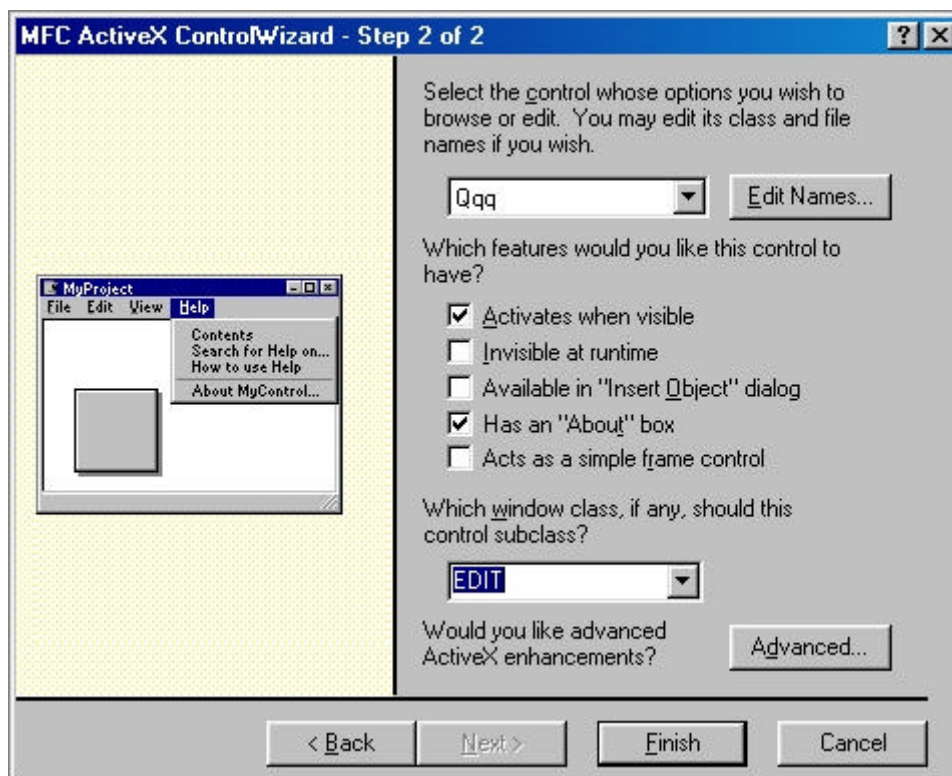 MFC ActiveX ControlWizard - Step 2 of 2
Select the control whose options you wish to
browse or edit. You may edit its class and file
names if you wish.
Qqq
Edit Names...
Which features would you like this control to
have?
MyProject
File Edit View Help
Contents
Search for Help on...
How to use Help
About MyControl...
Activates when visible
Invisible at runtime
Available in "Insert Object" dialog
Has an "About" box
Acts as a simple frame control
Which window class, if any, should this
control subclass?
EDIT
Would you like advanced
ActiveX enhancements?
Advanced...
< Back
Next >
Finish
Cancel